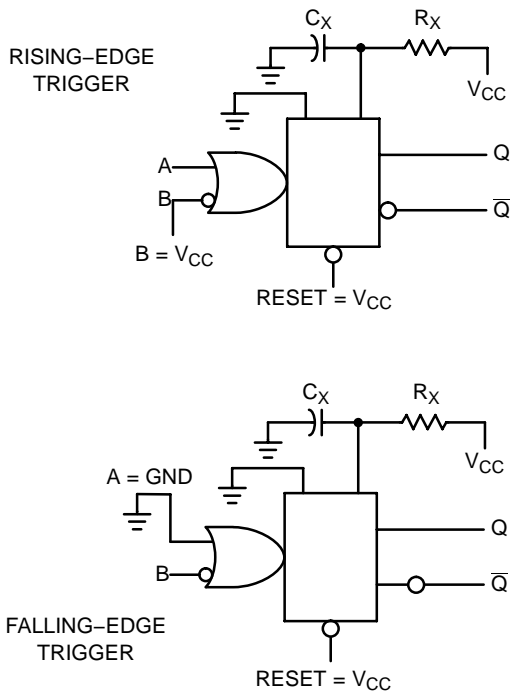 C_X
R_X
RISING–EDGE
TRIGGER
V_CC
A
Q
B
Q̅
B = V_CC
RESET = V_CC
C_X
R_X
V_CC
A = GND
Q
B
Q̅
FALLING–EDGE
TRIGGER
RESET = V_CC